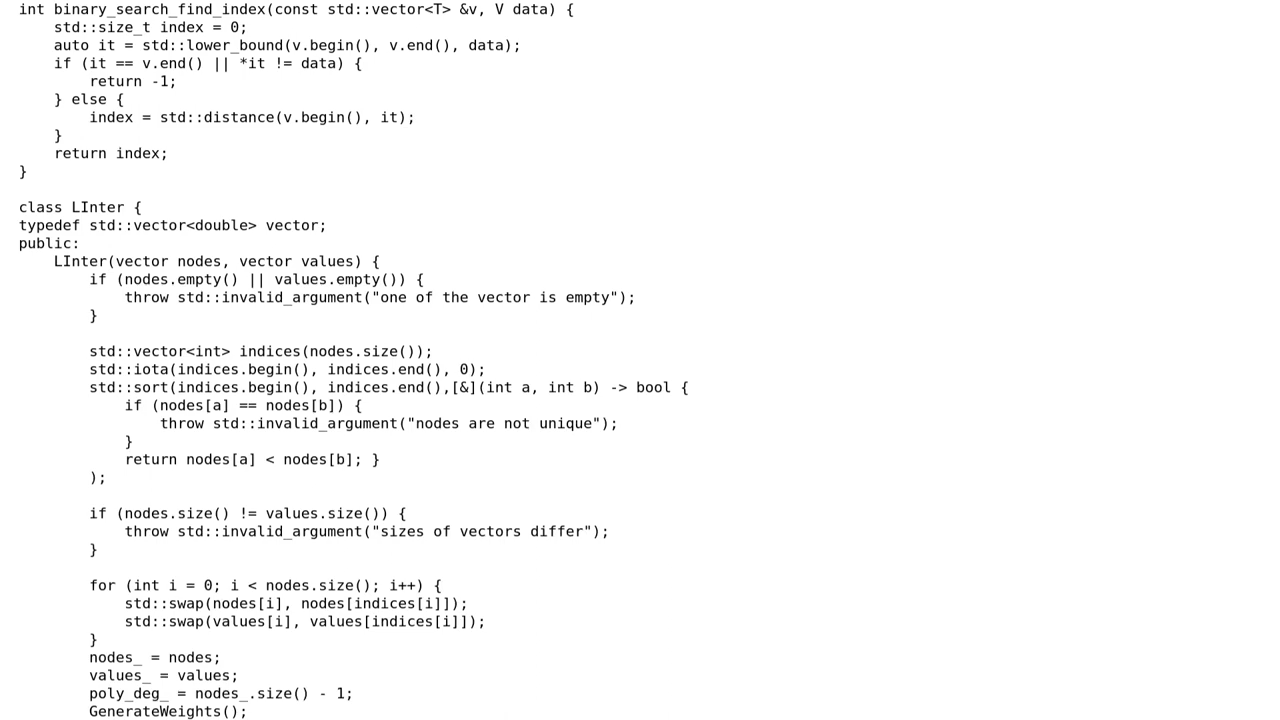 int binary_search_find_index(const std::vector<T> &v, V data) {
    std::size_t index = 0;
    auto it = std::lower_bound(v.begin(), v.end(), data);
    if (it == v.end() || *it != data) {
        return -1;
    } else {
        index = std::distance(v.begin(), it);
    }
    return index;
}

class LInter {
typedef std::vector<double> vector;
public:
    LInter(vector nodes, vector values) {
        if (nodes.empty() || values.empty()) {
            throw std::invalid_argument("one of the vector is empty");
        }

        std::vector<int> indices(nodes.size());
        std::iota(indices.begin(), indices.end(), 0);
        std::sort(indices.begin(), indices.end(),[&](int a, int b) -> bool {
            if (nodes[a] == nodes[b]) {
                throw std::invalid_argument("nodes are not unique");
            }
            return nodes[a] < nodes[b]; }
        );

        if (nodes.size() != values.size()) {
            throw std::invalid_argument("sizes of vectors differ");
        }

        for (int i = 0; i < nodes.size(); i++) {
            std::swap(nodes[i], nodes[indices[i]]);
            std::swap(values[i], values[indices[i]]);
        }
        nodes_ = nodes;
        values_ = values;
        poly_deg_ = nodes_.size() - 1;
        GenerateWeights();